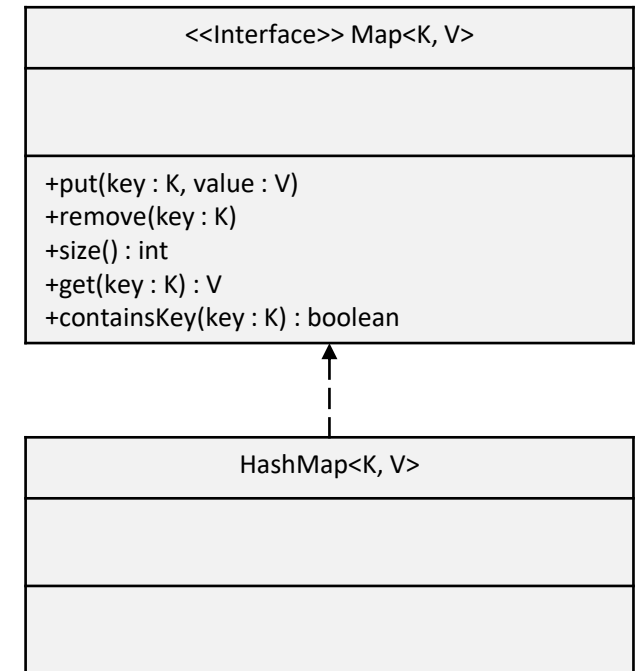 <<Interface>> Map<K, V>
+put(key : K, value : V)
+remove(key : K)
+size() : int
+get(key : K) : V
+containsKey(key : K) : boolean
HashMap<K, V>